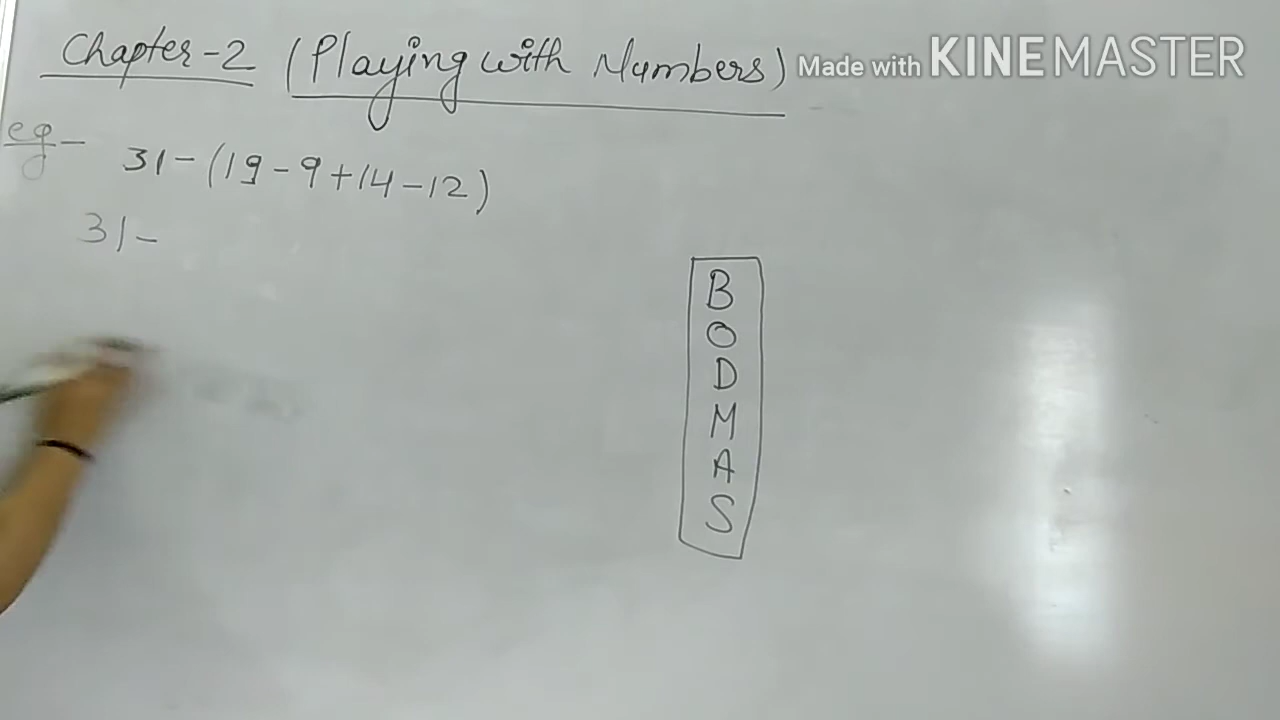 Chapter-2 (Playing with Numbers)
Made with KINEMASTER
eg- 31-(19-9+14-12)
31-
B
O
D
M
A
S